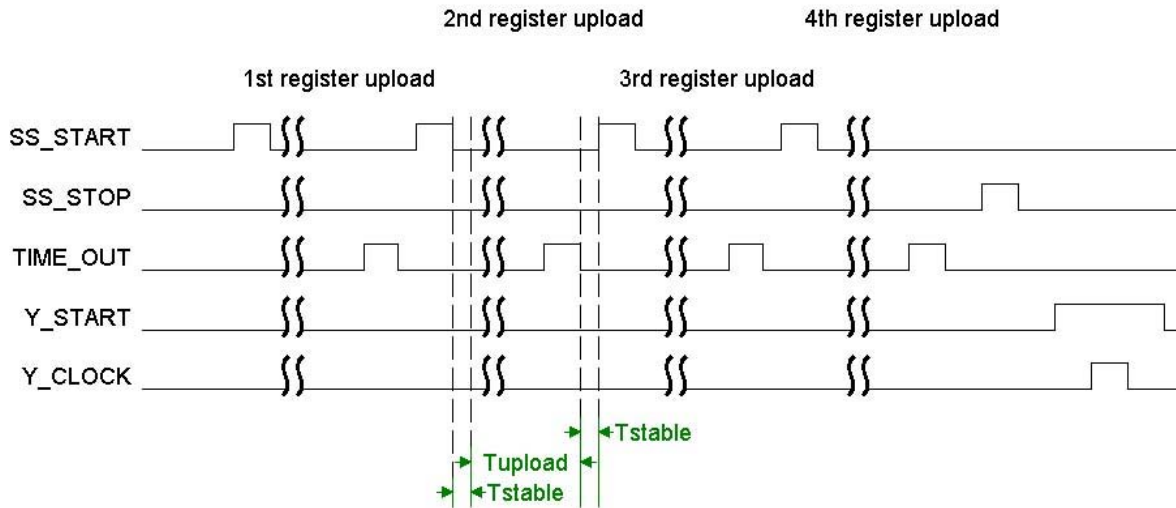 2nd register upload
4th register upload
1st register upload
3rd register upload
SS_START
SS_STOP
TIME_OUT
Y_START
Y_CLOCK
Tstable
Tupload
Tstable